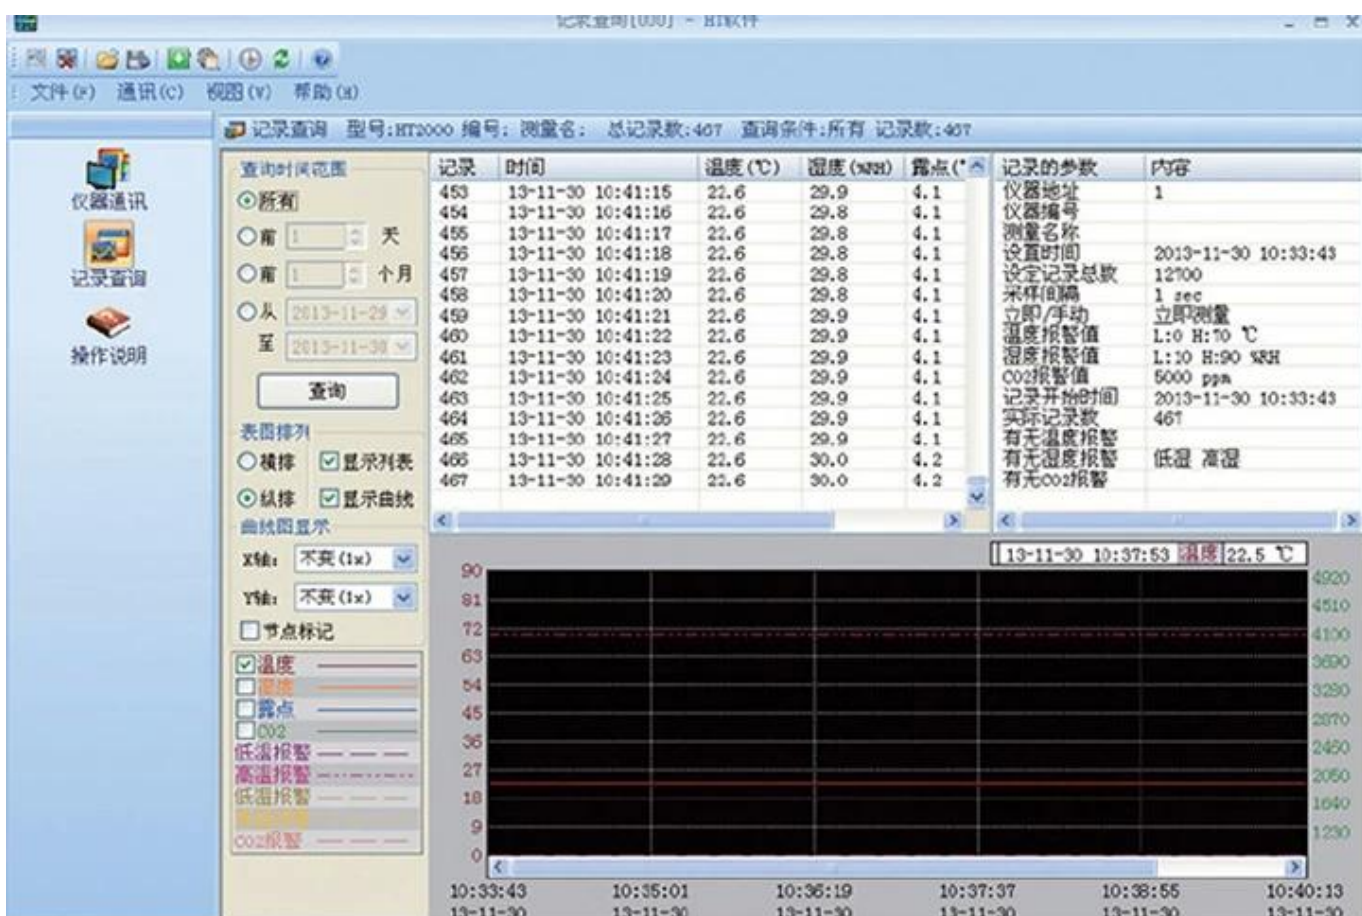 记录查询[030] - HT软件
文件(F) 通讯(C) 视图(V) 帮助(H)
记录查询 型号:HT2000 编号: 测量名: 总记录数:467 查询条件:所有 记录数:467
仪器通讯
记录查询
操作说明
查询时间范围
所有
前 1 天
前 1 个月
从 2013-11-29
至 2013-11-30
查询
表图排列
横排 显示列表
纵排 显示曲线
曲线图显示
X轴: 不变(1x)
Y轴: 不变(1x)
节点标记
温度
湿度
露点
CO2
低温报警
高温报警
低湿报警
CO2报警
记录 时间 温度(℃) 湿度(%RH) 露点(°
453 13-11-30 10:41:15 22.6 29.9 4.1
454 13-11-30 10:41:16 22.6 29.8 4.1
455 13-11-30 10:41:17 22.6 29.8 4.1
456 13-11-30 10:41:18 22.6 29.8 4.1
457 13-11-30 10:41:19 22.6 29.8 4.1
458 13-11-30 10:41:20 22.6 29.8 4.1
459 13-11-30 10:41:21 22.6 29.9 4.1
460 13-11-30 10:41:22 22.6 29.9 4.1
461 13-11-30 10:41:23 22.6 29.9 4.1
462 13-11-30 10:41:24 22.6 29.9 4.1
463 13-11-30 10:41:25 22.6 29.9 4.1
464 13-11-30 10:41:26 22.6 29.9 4.1
465 13-11-30 10:41:27 22.6 29.9 4.1
466 13-11-30 10:41:28 22.6 30.0 4.2
467 13-11-30 10:41:29 22.6 30.0 4.2
记录的参数 内容
仪器地址 1
仪器编号
测量名称
设置时间 2013-11-30 10:33:43
设定记录总数 12700
采样间隔 1 sec
立即/手动 立即测量
温度报警值 L:0 H:70 ℃
湿度报警值 L:10 H:90 %RH
CO2报警值 5000 ppm
记录开始时间 2013-11-30 10:33:43
实际记录数 467
有无温度报警
有无湿度报警 低湿 高湿
有无CO2报警
13-11-30 10:37:53 温度 22.5 ℃
90 4920
81 4510
72 4100
63 3690
54 3280
45 2870
36 2460
27 2050
18 1640
9 1230
0
10:33:43 10:35:01 10:36:19 10:37:37 10:38:55 10:40:13
13-11-30 13-11-30 13-11-30 13-11-30 13-11-30 13-11-30